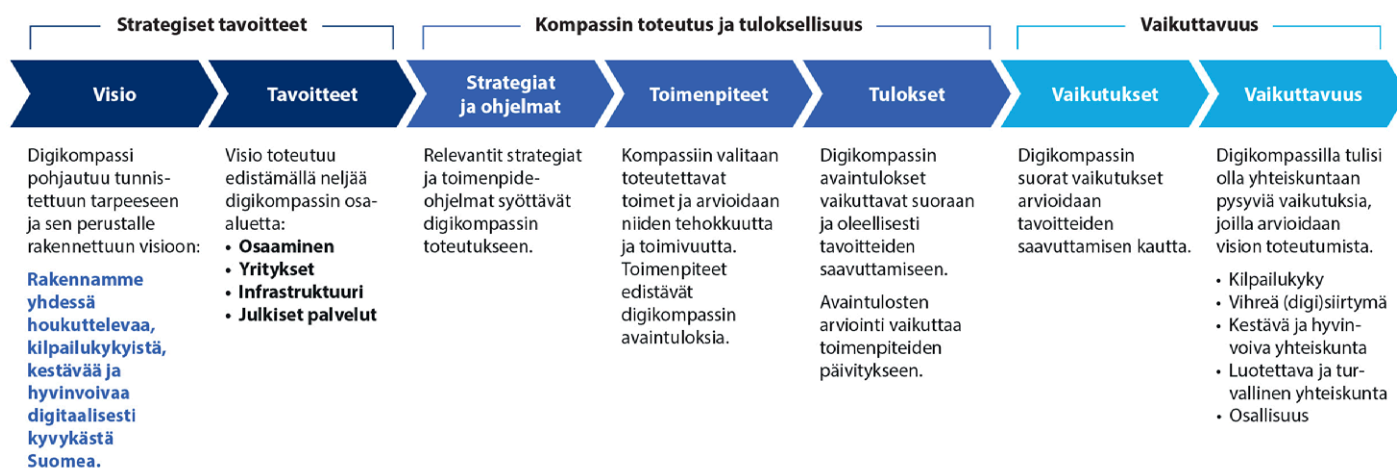 Strategiset tavoitteet
Kompassin toteutus ja tuloksellisuus
Vaikuttavuus
Visio
Tavoitteet
Strategiat
ja ohjelmat
Toimenpiteet
Tulokset
Vaikutukset
Vaikuttavuus
Digikompassi
pohjautuu tunnis-
tettuun tarpeeseen
ja sen perustalle
rakennettuun visioon:
Rakennamme
yhdessä
houkuttelevaa,
kilpailukykyistä,
kestävää ja
hyvinvoivaa
digitaalisesti
kyvykästä
Suomea.
Visio toteutuu
edistämällä neljää
digikompassin osa-
aluetta:
• Osaaminen
• Yritykset
• Infrastruktuuri
• Julkiset palvelut
Relevantit strategiat
ja toimenpide-
ohjelmat syöttävät
digikompassin
toteutukseen.
Kompassiin valitaan
toteutettavat
toimet ja arvioidaan
niiden tehokkuutta
ja toimivuutta.
Toimenpiteet
edistävät
digikompassin
avaintuloksia.
Digikompassin
avaintulokset
vaikuttavat suoraan
ja oleellisesti
tavoitteiden
saavuttamiseen.
Avaintulosten
arviointi vaikuttaa
toimenpiteiden
päivitykseen.
Digikompassin
suorat vaikutukset
arvioidaan
tavoitteiden
saavuttamisen kautta.
Digikompassilla tulisi
olla yhteiskuntaan
pysyviä vaikutuksia,
joilla arvioidaan
vision toteutumista.
• Kilpailukyky
• Vihreä (digi)siirtymä
• Kestävä ja hyvin-
voiva yhteiskunta
• Luotettava ja tur-
vallinen yhteiskunta
• Osallisuus